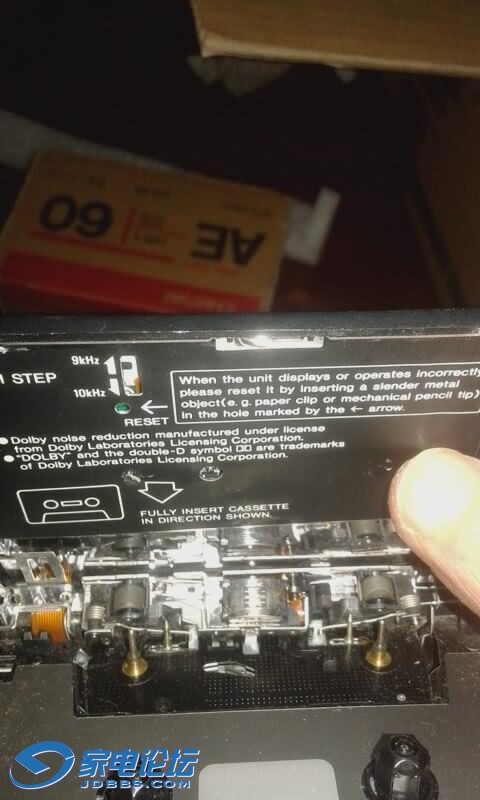 AE
60
H STEP
9kHz
10kHz
RESET
When the unit displays or operates incorrectly
please reset it by inserting a slender metal
object(e.g. paper clip or mechanical pencil tip)
in the hole marked by the ← arrow.
● Dolby noise reduction manufactured under license
from Dolby Laboratories Licensing Corporation.
● "DOLBY" and the double-D symbol are trademarks
of Dolby Laboratories Licensing Corporation.
FULLY INSERT CASSETTE
IN DIRECTION SHOWN.
家电论坛
JDBBS.COM